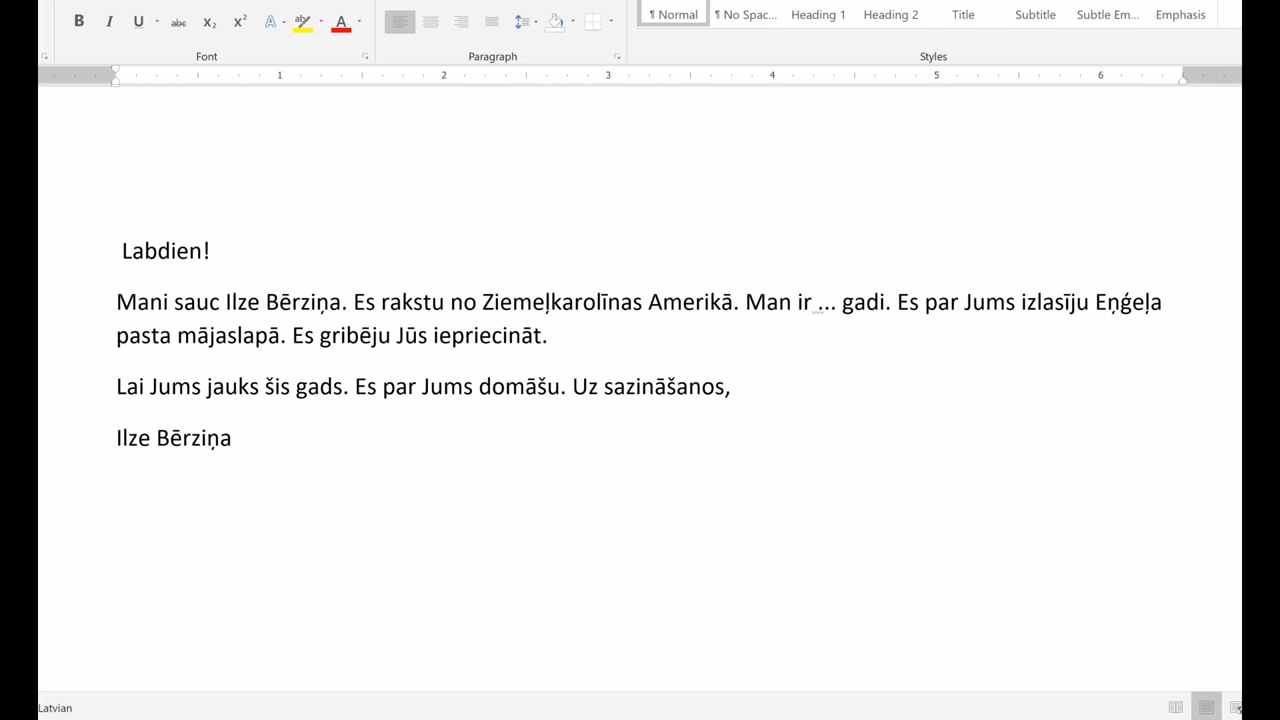 B I U abc X₂ X² A aby A
¶ Normal ¶ No Spac... Heading 1 Heading 2 Title Subtitle Subtle Em... Emphasis
Font Paragraph Styles
1 2 3 4 5 6
Labdien!
Mani sauc Ilze Bērziņa. Es rakstu no Ziemeļkarolīnas Amerikā. Man ir ... gadi. Es par Jums izlasīju Eņģeļa
pasta mājaslapā. Es gribēju Jūs iepriecināt.
Lai Jums jauks šis gads. Es par Jums domāšu. Uz sazināšanos,
Ilze Bērziņa
Latvian